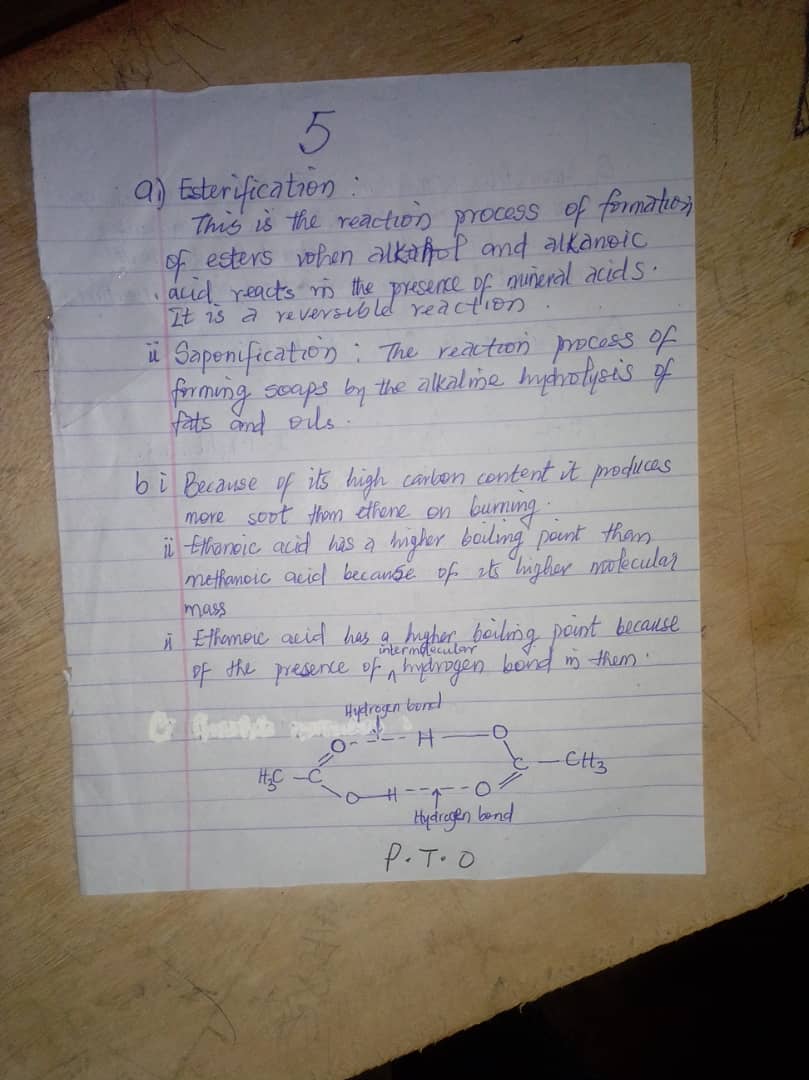 5
a) Esterification :
This is the reaction process of formation
of esters when alkanol and alkanoic
acid reacts in the presence of mineral acids.
It is a reversible reaction.
ii Saponification : The reaction process of
forming soaps by the alkaline hydrolysis of
fats and oils.
b i Because of its high carbon content it produces
more soot than ethene on burning.
ii Ethanoic acid has a higher boiling point than
methanoic acid because of its higher molecular
mass
ii Ethanoic acid has a higher boiling point because
of the presence of intermolecular hydrogen bond in them.
Hydrogen bond
O --- H — O
H3C — C C — CH3
O — H --- O
Hydrogen bond
P.T.O